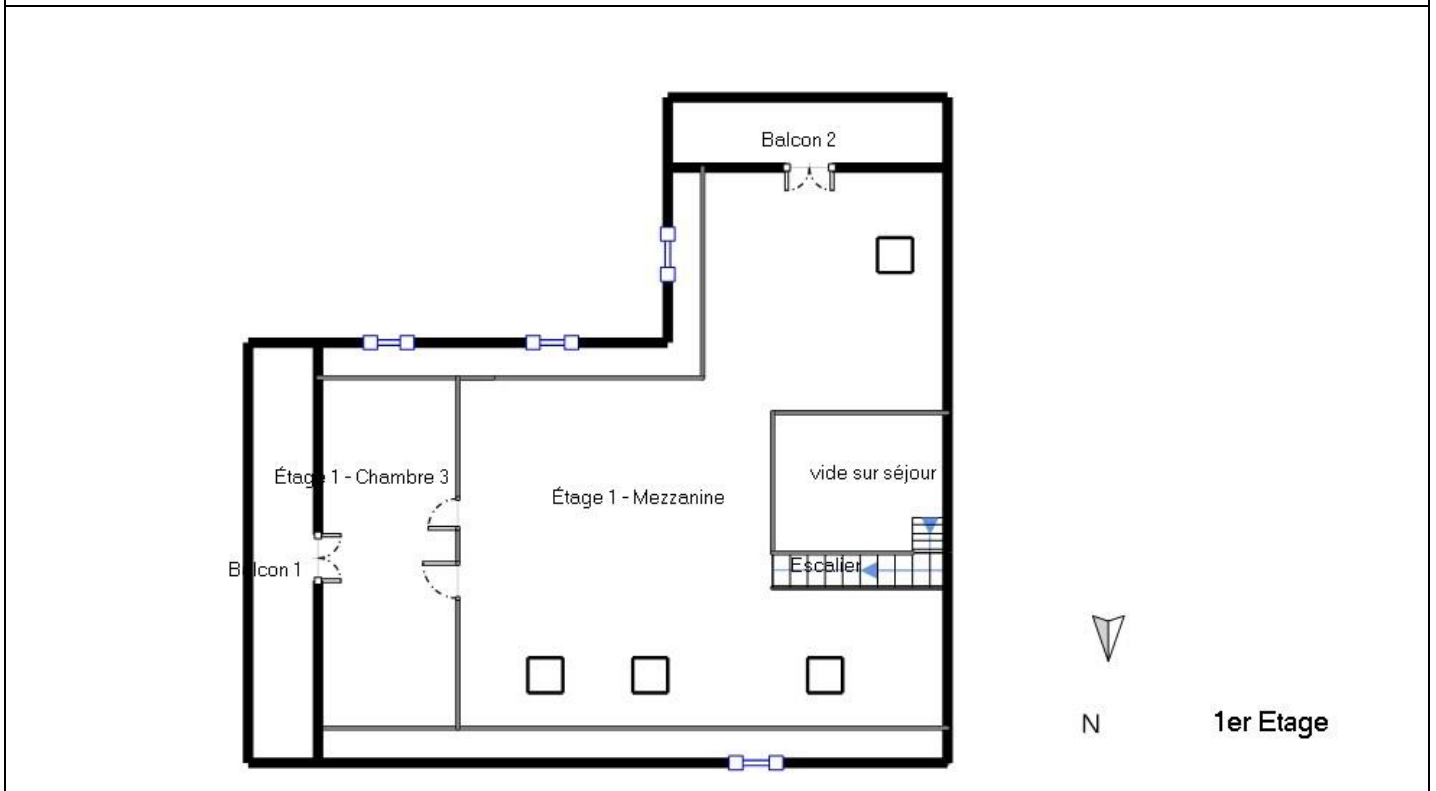 Balcon 2
Étage 1 - Chambre 3
vide sur séjour
Étage 1 - Mezzanine
Balcon 1
Escalier
N
1er Etage